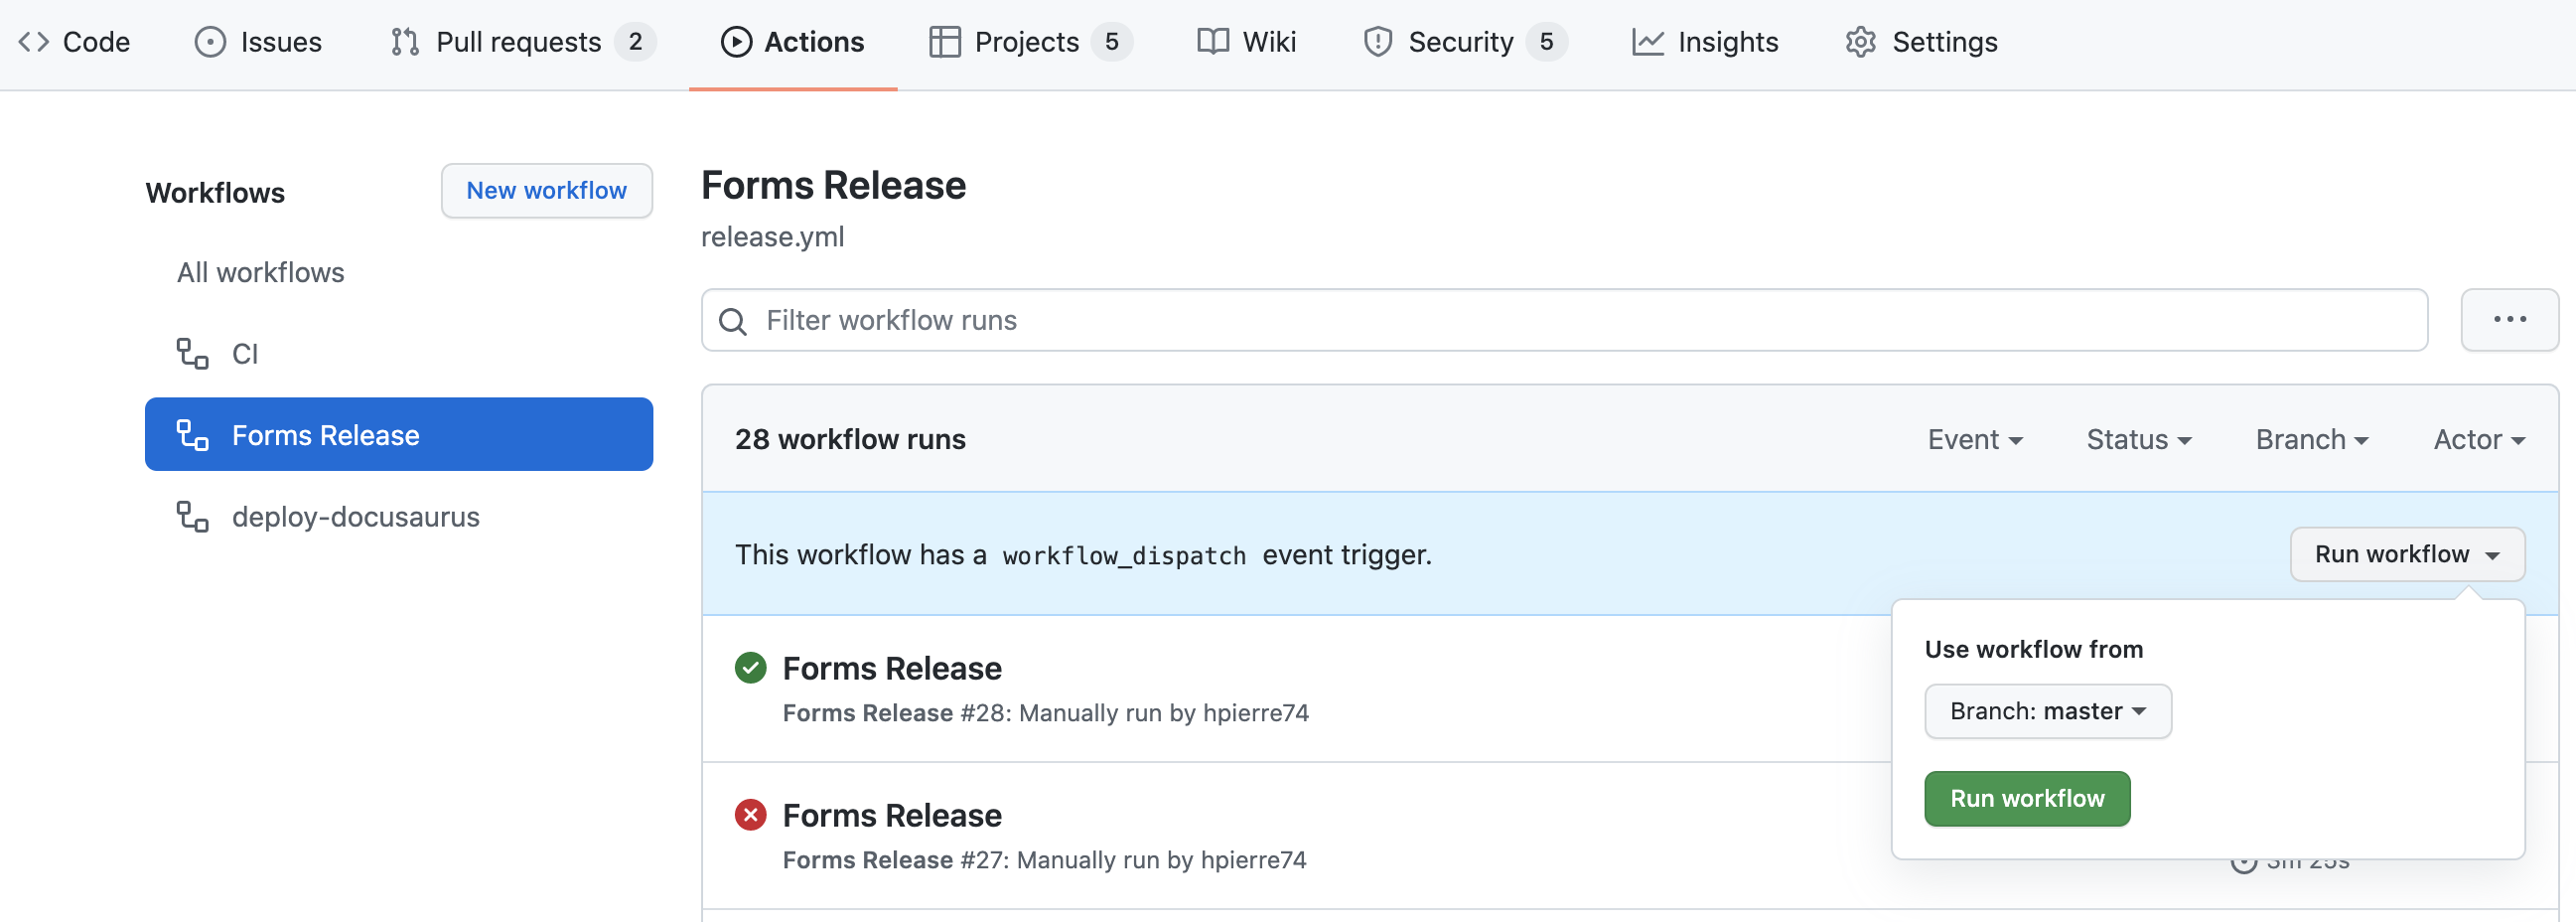 Code Issues Pull requests 2 Actions Projects 5 Wiki Security 5 Insights Settings
Workflows
New workflow
All workflows
CI
Forms Release
deploy-docusaurus
Forms Release
release.yml
Filter workflow runs
28 workflow runs
Event Status Branch Actor
This workflow has a workflow_dispatch event trigger.
Run workflow
Use workflow from
Branch: master
Run workflow
Forms Release
Forms Release #28: Manually run by hpierre74
Forms Release
Forms Release #27: Manually run by hpierre74
3m 25s